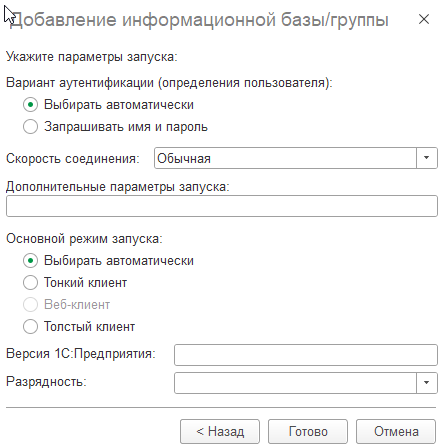 Добавление информационной базы/группы
Укажите параметры запуска:
Вариант аутентификации (определения пользователя):
Выбирать автоматически
Запрашивать имя и пароль
Скорость соединения: Обычная
Дополнительные параметры запуска:
Основной режим запуска:
Выбирать автоматически
Тонкий клиент
Веб-клиент
Толстый клиент
Версия 1С:Предприятия:
Разрядность:
< Назад Готово Отмена